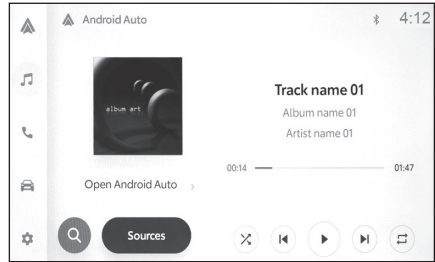 Android Auto
4:12
album art
Track name 01
Album name 01
Artist name 01
00:14
01:47
Open Android Auto
Sources